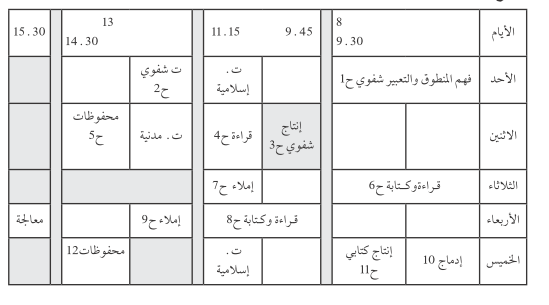 الأيام
8
9.30
9.45
11.15
13
14.30
15.30
الأحد
فهم المنطوق والتعبير شفوي ح1
ت.
إسلامية
ت شفوي
ح2
الاثنين
إنتاج
شفوي ح3
قراءة ح4
ت. مدنية
محفوظات
ح5
الثلاثاء
قراءة وكتابة ح6
إملاء ح7
الأربعاء
قراءة وكتابة ح8
إملاء ح9
معالجة
الخميس
إدماج 10
إنتاج كتابي
ح11
ت.
إسلامية
محفوظات12